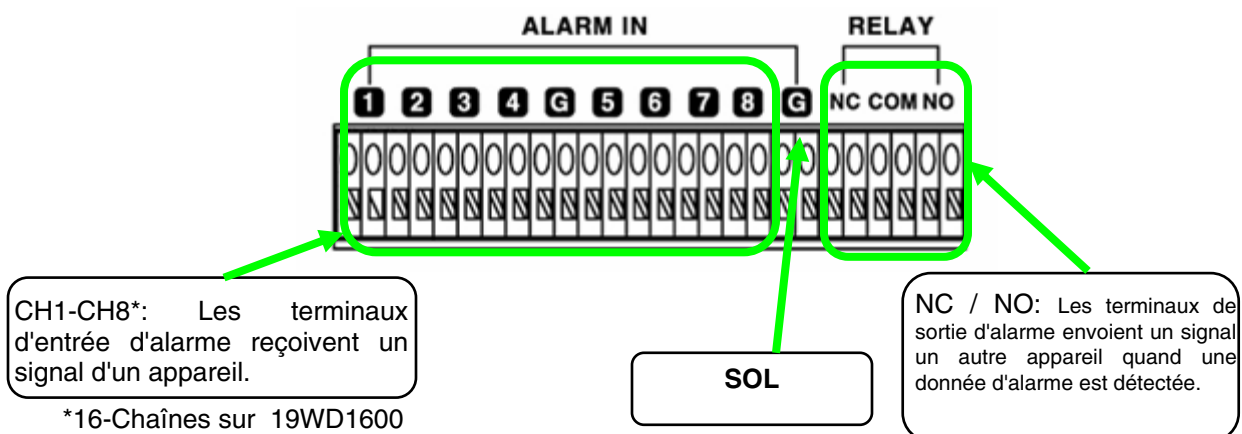 ALARM IN RELAY
1 2 3 4 G 5 6 7 8 G NC COM NO
CH1-CH8*: Les terminaux
d'entrée d'alarme reçoivent un
signal d'un appareil.
*16-Chaînes sur 19WD1600
SOL
NC / NO: Les terminaux de
sortie d'alarme envoient un signal
un autre appareil quand une
donnée d'alarme est détectée.